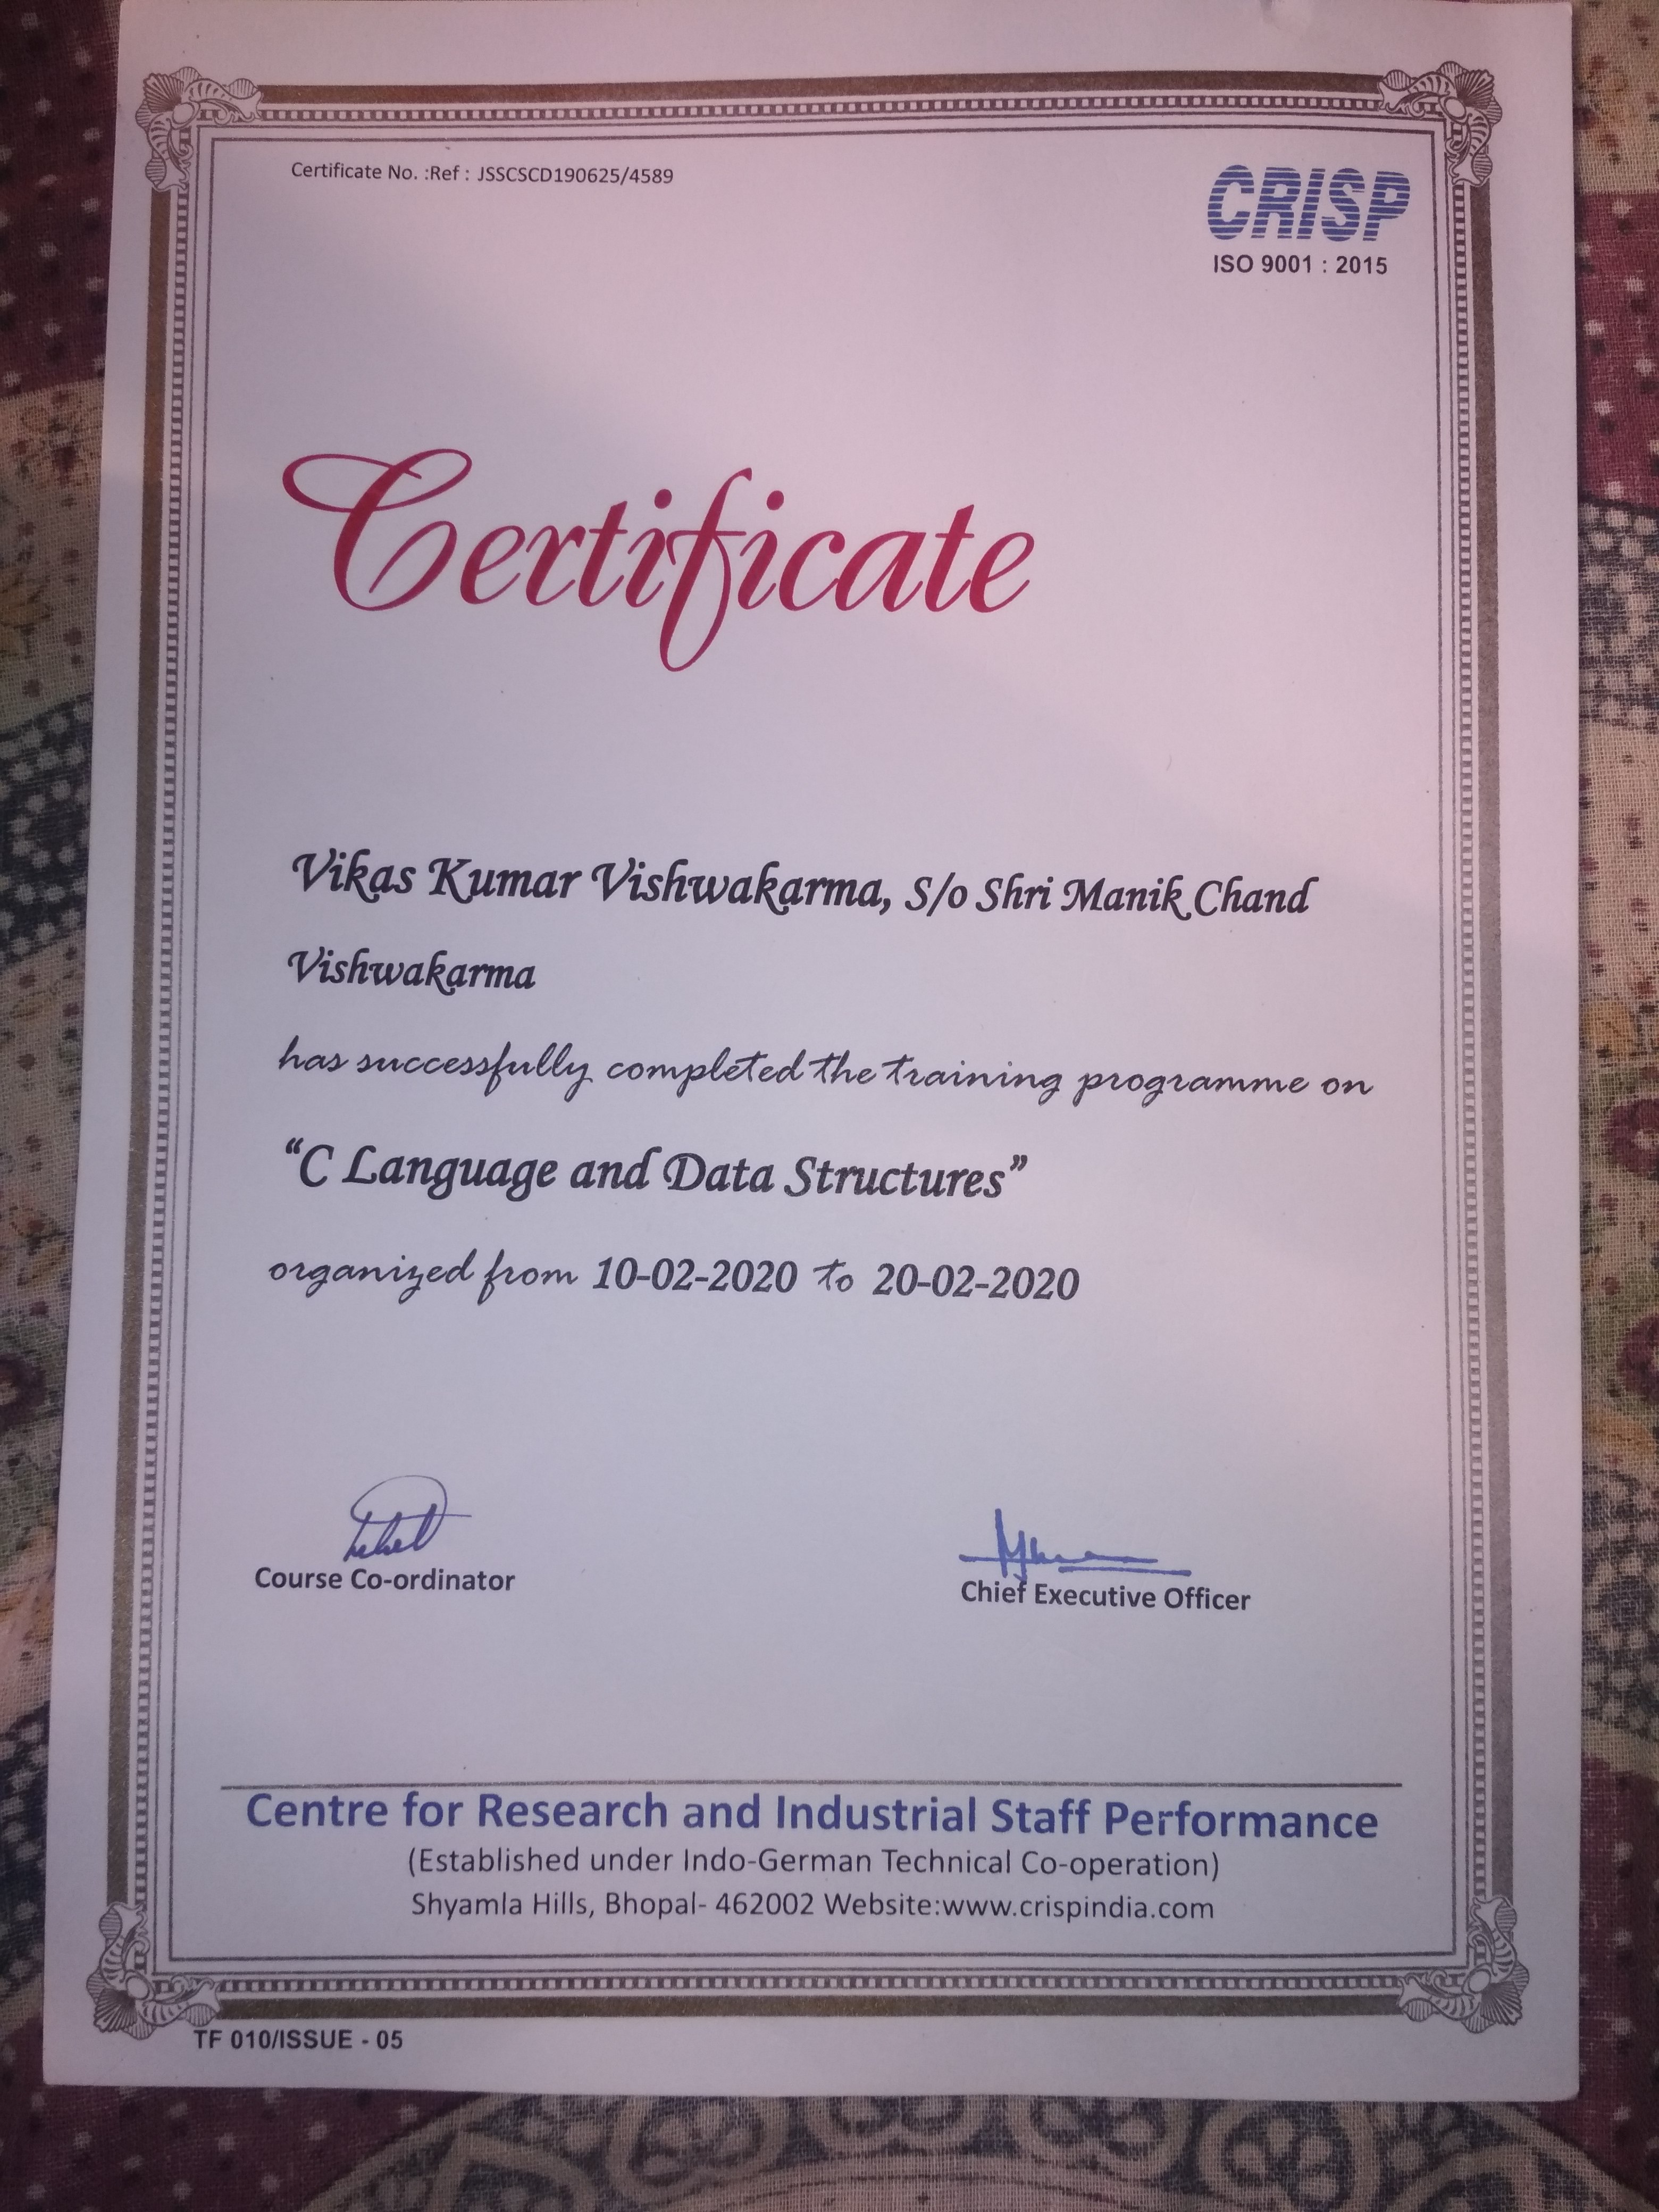 Certificate No. :Ref : JSSCSCD190625/4589
CRISP
ISO 9001 : 2015
Certificate
Vikas Kumar Vishwakarma, S/o Shri Manik Chand
Vishwakarma
has successfully completed the training programme on
“C Language and Data Structures”
organized from 10-02-2020 to 20-02-2020
Course Co-ordinator
Chief Executive Officer
Centre for Research and Industrial Staff Performance
(Established under Indo-German Technical Co-operation)
Shyamla Hills, Bhopal- 462002 Website:www.crispindia.com
TF 010/ISSUE - 05